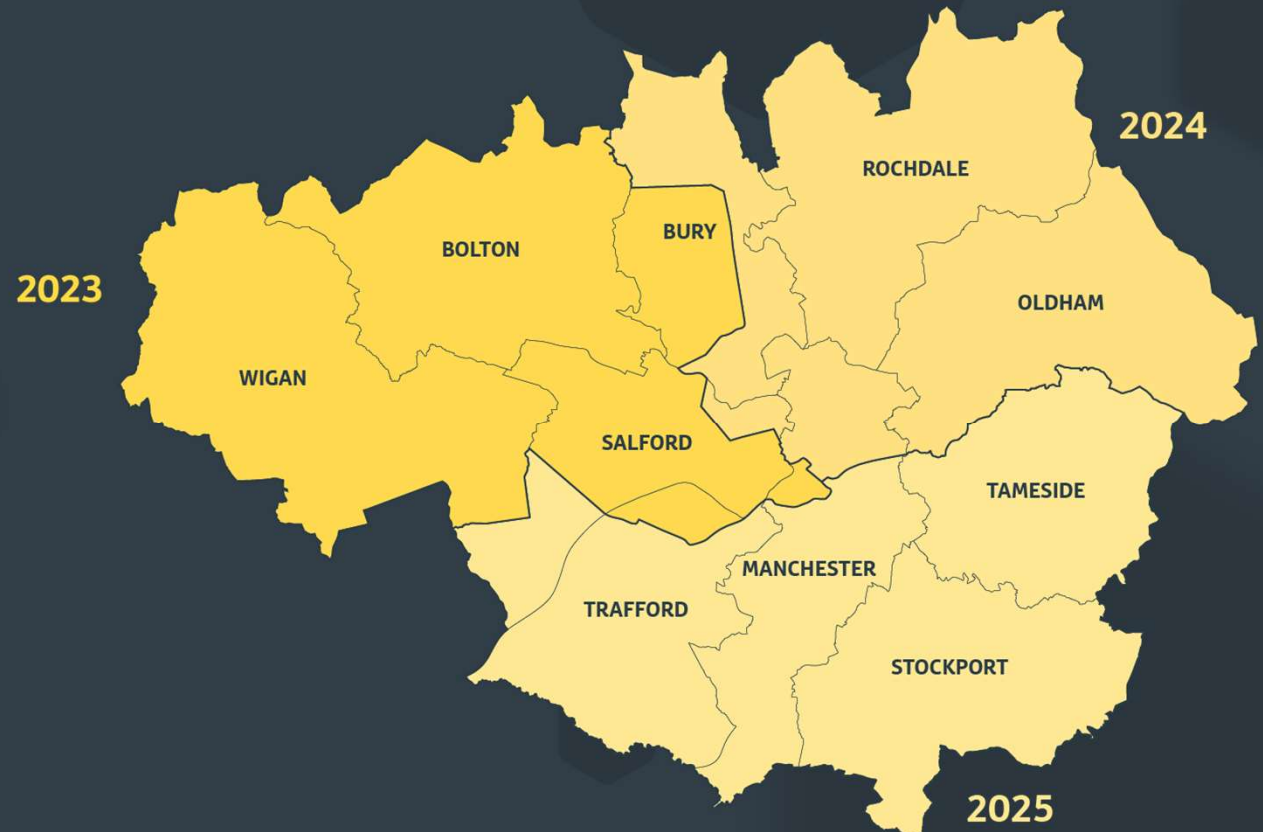 2024
ROCHDALE
BURY
BOLTON
2023
OLDHAM
WIGAN
SALFORD
TAMESIDE
MANCHESTER
TRAFFORD
STOCKPORT
2025